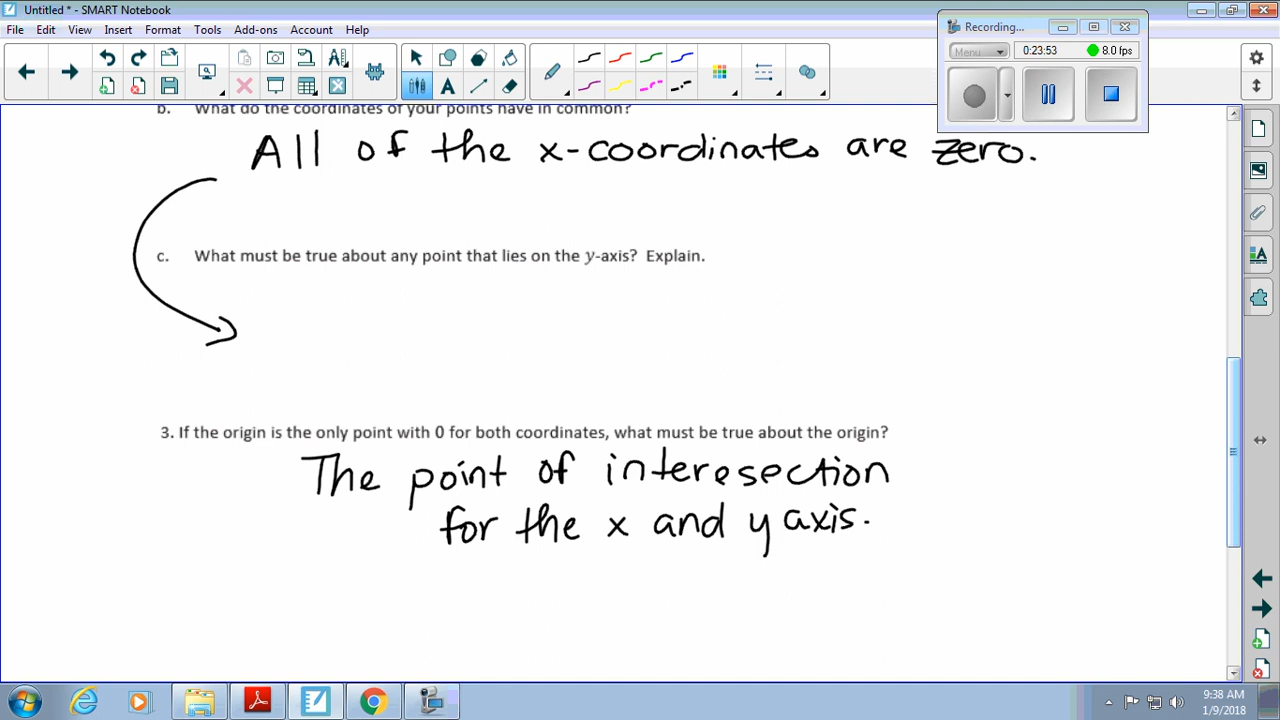 Untitled * - SMART Notebook
File Edit View Insert Format Tools Add-ons Account Help
Recording...
Menu 0:23:53 8.0 fps
b. What do the coordinates of your points have in common?
All of the x-coordinates are zero.
c. What must be true about any point that lies on the y-axis? Explain.
3. If the origin is the only point with 0 for both coordinates, what must be true about the origin?
The point of interesection
for the x and y axis.
9:38 AM
1/9/2018